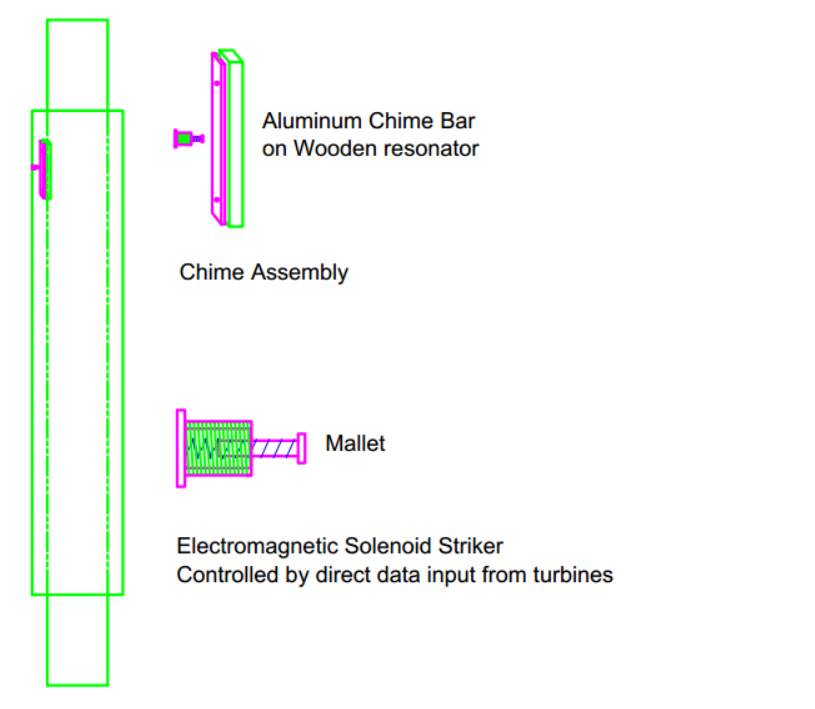 Aluminum Chime Bar
on Wooden resonator
Chime Assembly
Mallet
Electromagnetic Solenoid Striker
Controlled by direct data input from turbines